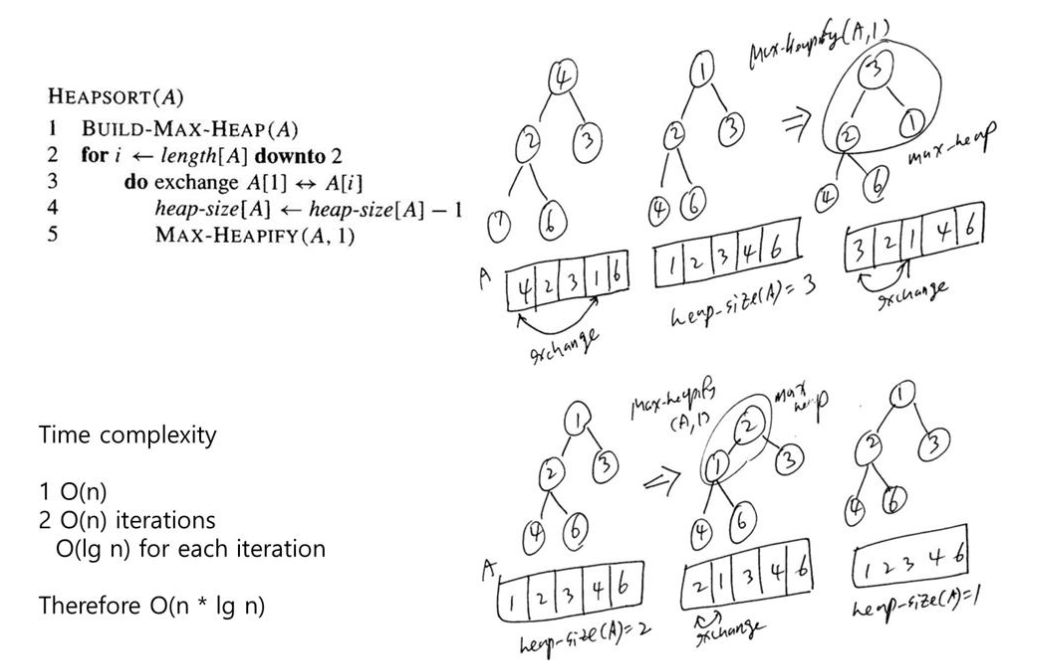 HEAPSORT(A)
1 BUILD-MAX-HEAP(A)
2 for i ← length[A] downto 2
3 do exchange A[1] ↔ A[i]
4 heap-size[A] ← heap-size[A] – 1
5 MAX-HEAPIFY(A, 1)
4
2 3
1 6
A 4 2 3 1 6
exchange
1
2 3
4 6
1 2 3 4 6
heap-size(A)=3
⇒
Max-Heapify(A,1)
3
2 1
max-heap
4 6
3 2 1 4 6
exchange
Time complexity
1 O(n)
2 O(n) iterations
O(lg n) for each iteration
Therefore O(n * lg n)
1
2 3
4 6
A 1 2 3 4 6
heap-size(A)=2
⇒
Max-heapify
(A,1)
max
heap
2
1 3
4 6
2 1 3 4 6
exchange
1
2 3
4 6
1 2 3 4 6
heap-size(A)=1